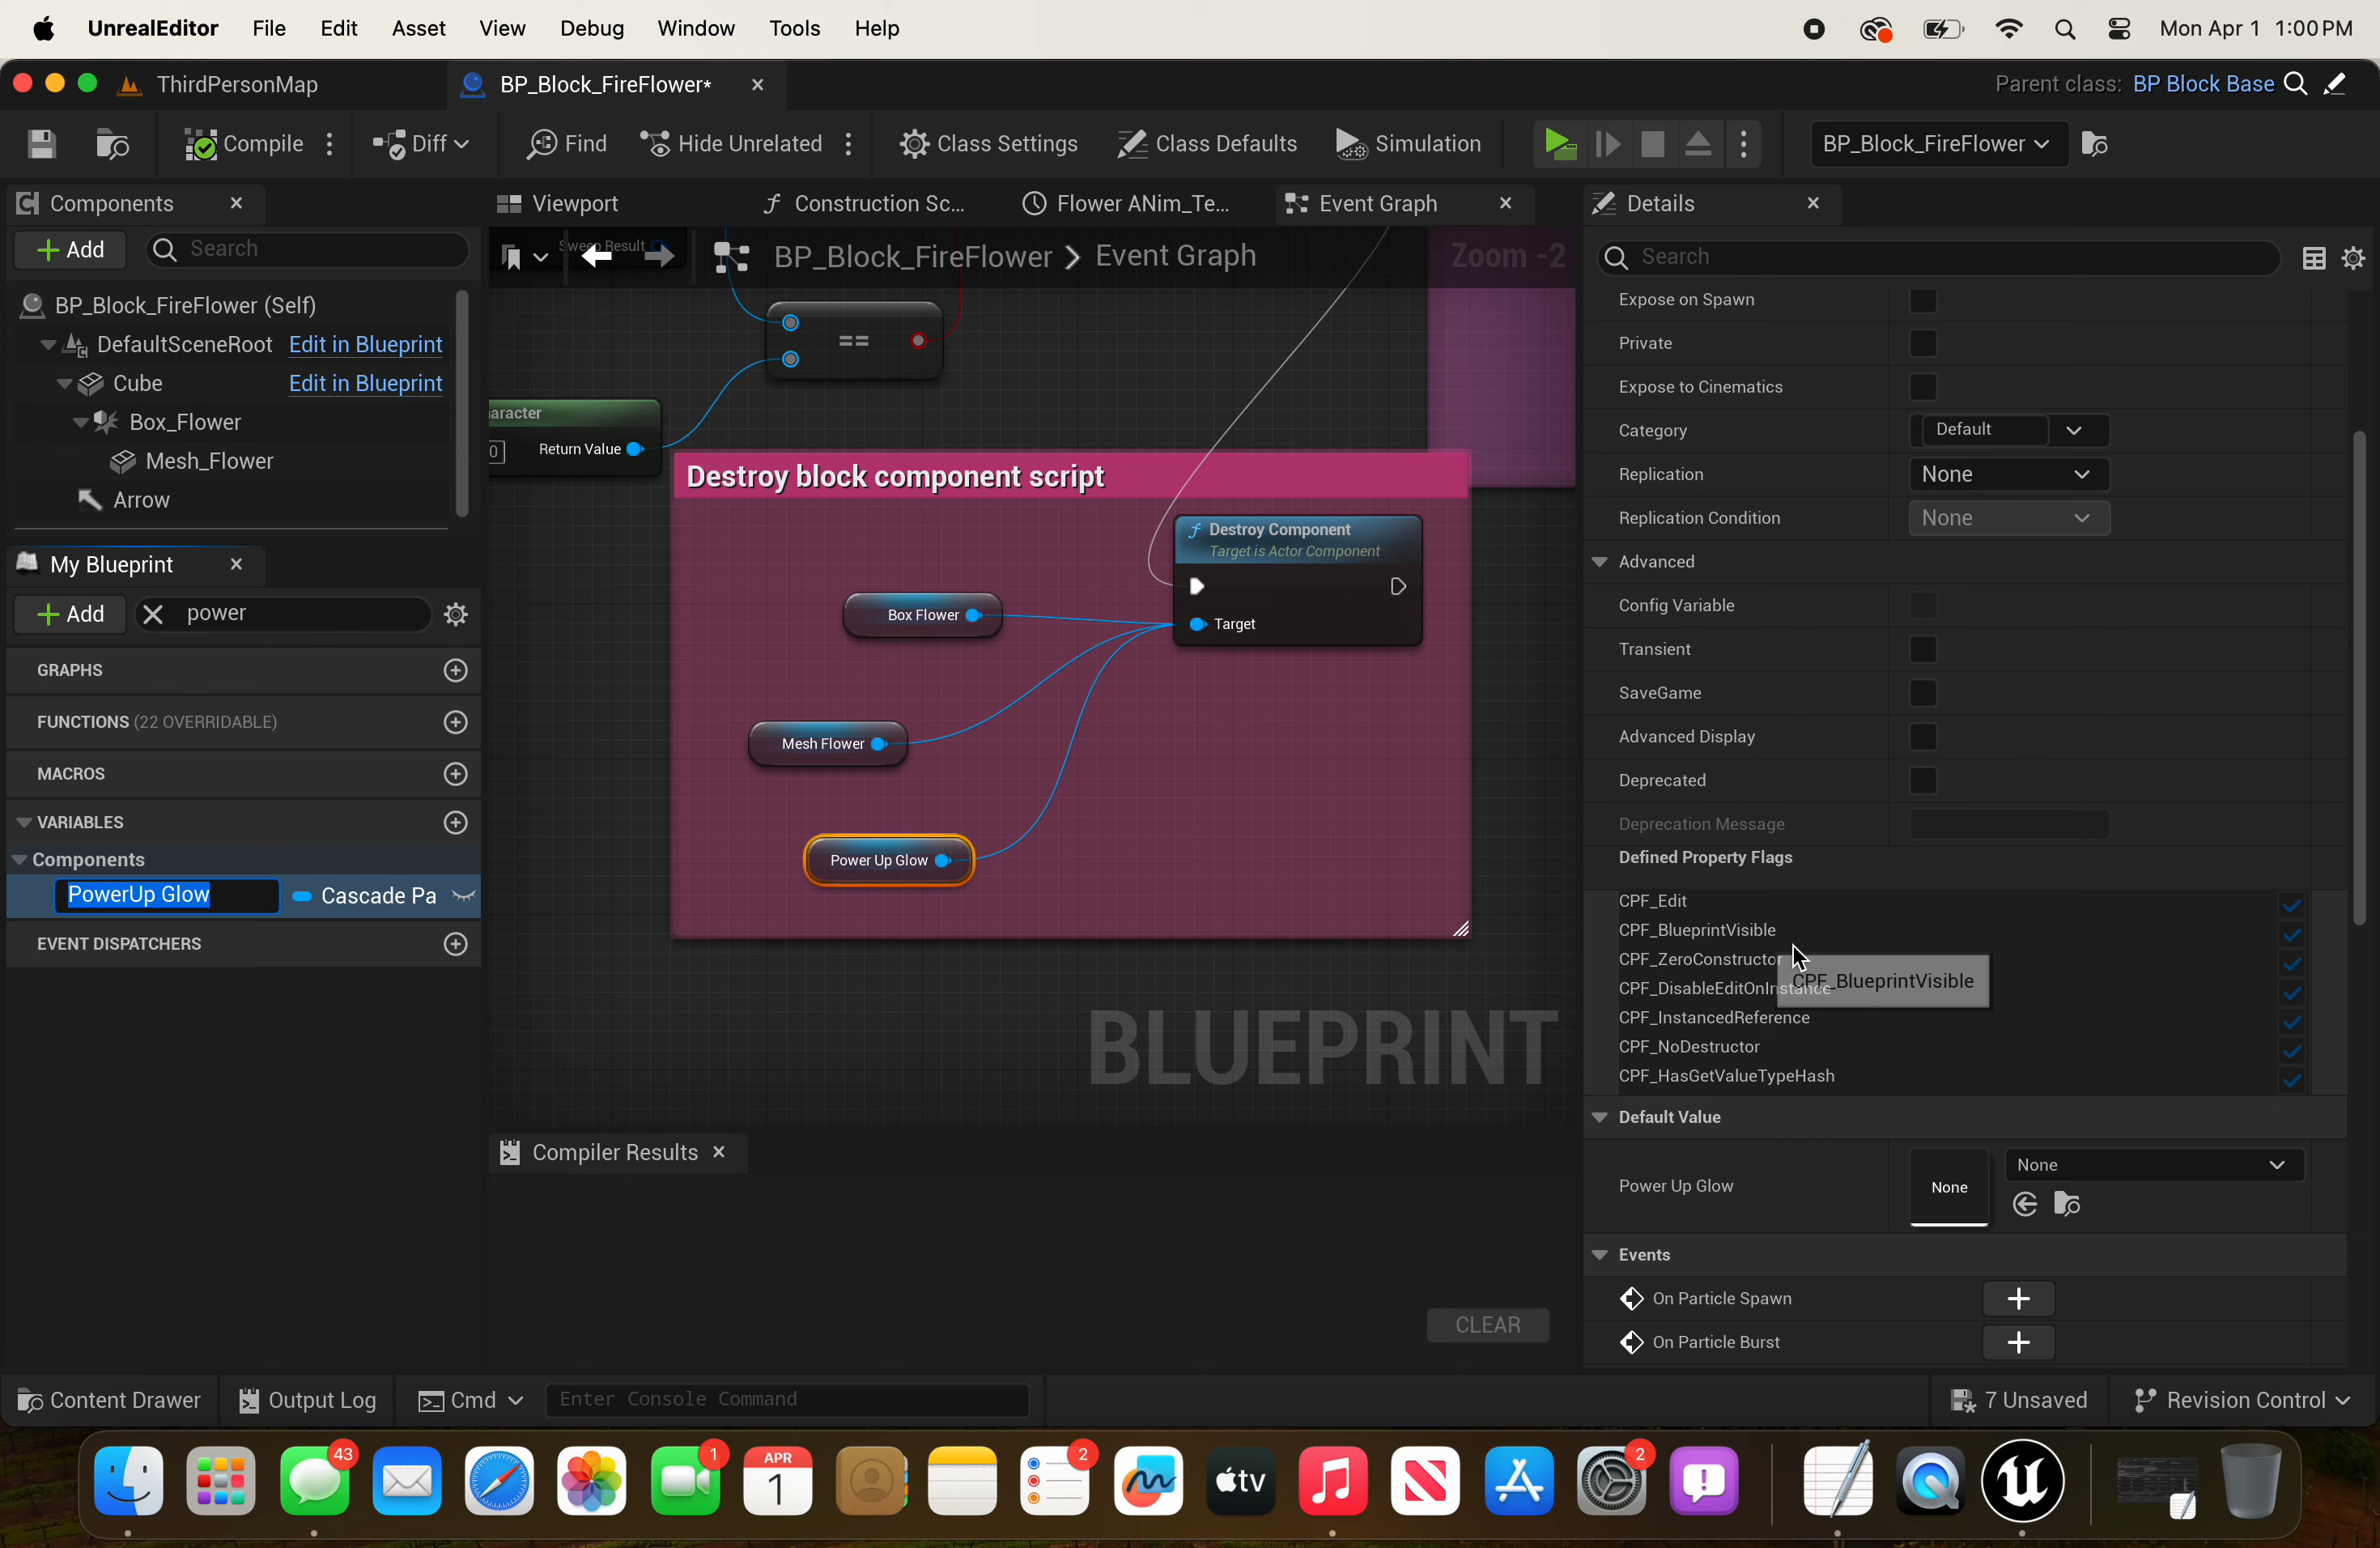 UnrealEditor File Edit Asset View Debug Window Tools Help Mon Apr 1 1:00 PM
ThirdPersonMap BP_Block_FireFlower* Parent class: BP Block Base
Compile Diff Find Hide Unrelated Class Settings Class Defaults Simulation BP_Block_FireFlower
Components Viewport Construction Sc... Flower ANim_Te... Event Graph Details
Add Search
Sweep Result
BP_Block_FireFlower > Event Graph Zoom -2
Search
BP_Block_FireFlower (Self)
DefaultSceneRoot Edit in Blueprint
Cube Edit in Blueprint
Box_Flower
Mesh_Flower
Arrow
My Blueprint
Add power
GRAPHS
FUNCTIONS (22 OVERRIDABLE)
MACROS
VARIABLES
Components
PowerUp Glow Cascade Pa
EVENT DISPATCHERS
==
aracter
0 Return Value
Destroy block component script
Destroy Component
Target is Actor Component
Target
Box Flower
Mesh Flower
Power Up Glow
BLUEPRINT
Compiler Results
CLEAR
Expose on Spawn
Private
Expose to Cinematics
Category Default
Replication None
Replication Condition None
Advanced
Config Variable
Transient
SaveGame
Advanced Display
Deprecated
Deprecation Message
Defined Property Flags
CPF_Edit
CPF_BlueprintVisible
CPF_ZeroConstructor
CPF_BlueprintVisible
CPF_DisableEditOnInstance
CPF_InstancedReference
CPF_NoDestructor
CPF_HasGetValueTypeHash
Default Value
Power Up Glow None None
Events
On Particle Spawn
On Particle Burst
Content Drawer Output Log Cmd Enter Console Command 7 Unsaved Revision Control
43 1 APR 1 2 tv 2